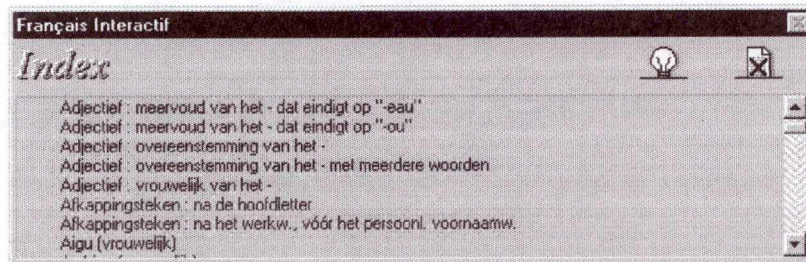 Français Interactif
Index
Adjectief : meervoud van het - dat eindigt op "-eau"
Adjectief : meervoud van het - dat eindigt op "-ou"
Adjectief : overeenstemming van het -
Adjectief : overeenstemming van het - met meerdere woorden
Adjectief : vrouwelijk van het -
Afkappingsteken : na de hoofdletter
Afkappingsteken : na het werkw., vóór het persoonl. voornaamw.
Aigu (vrouwelijk)